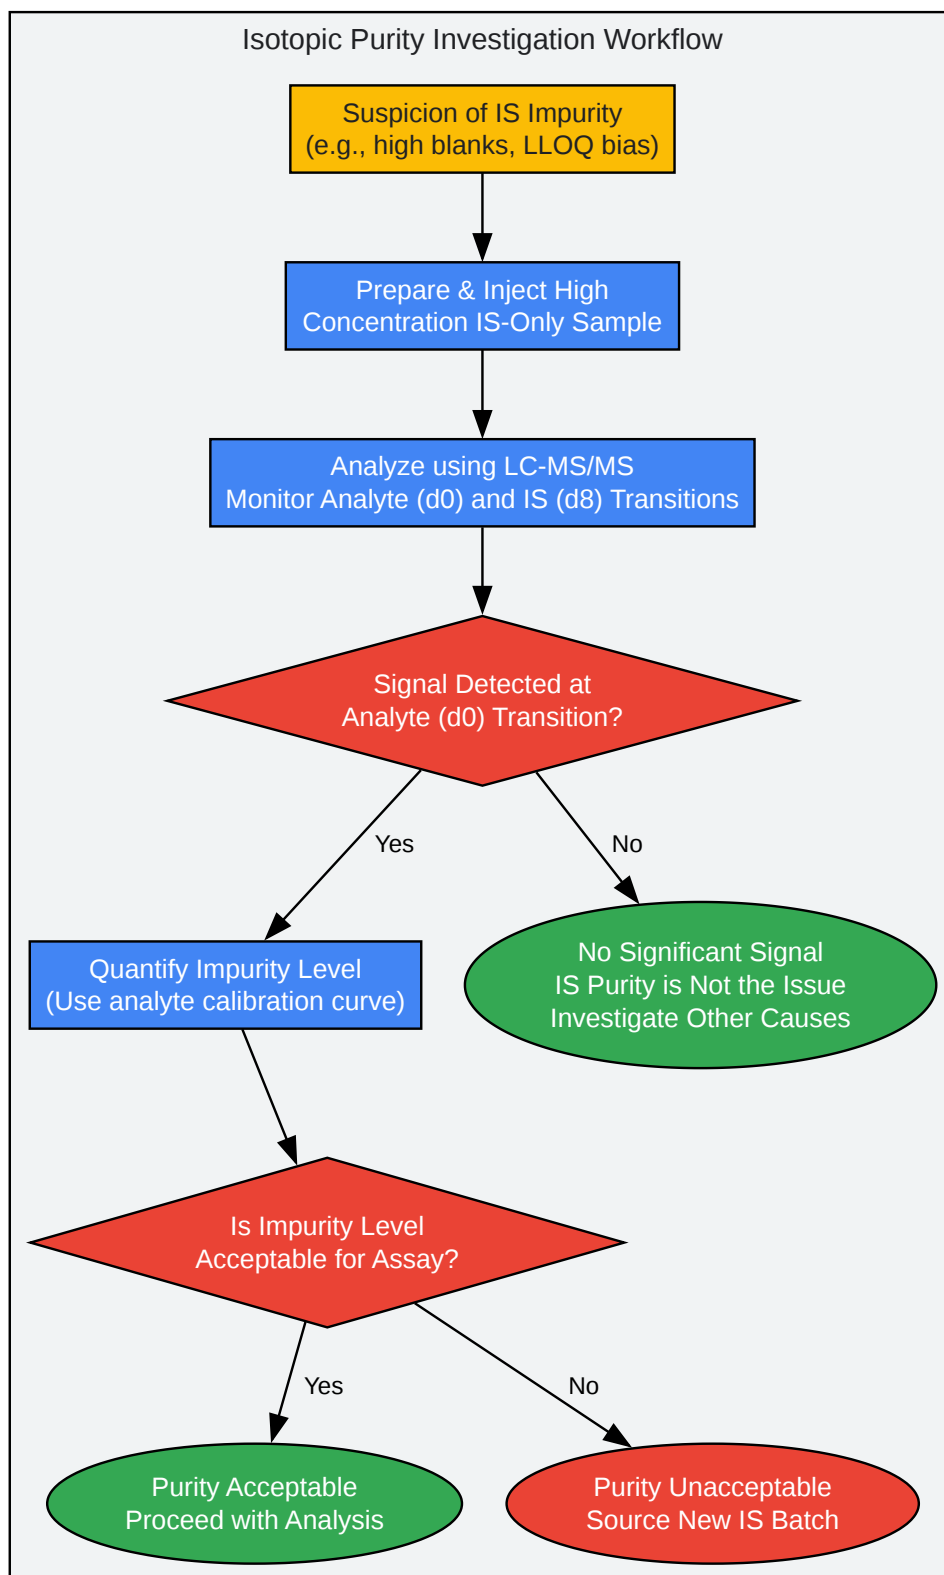 Isotopic Purity Investigation Workflow
Suspicion of IS Impurity
(e.g., high blanks, LLOQ bias)
Prepare & Inject High
Concentration IS-Only Sample
Analyze using LC-MS/MS
Monitor Analyte (d0) and IS (d8) Transitions
Signal Detected at
Analyte (d0) Transition?
Yes
No
Quantify Impurity Level
(Use analyte calibration curve)
No Significant Signal
IS Purity is Not the Issue
Investigate Other Causes
Is Impurity Level
Acceptable for Assay?
Yes
No
Purity Acceptable
Proceed with Analysis
Purity Unacceptable
Source New IS Batch